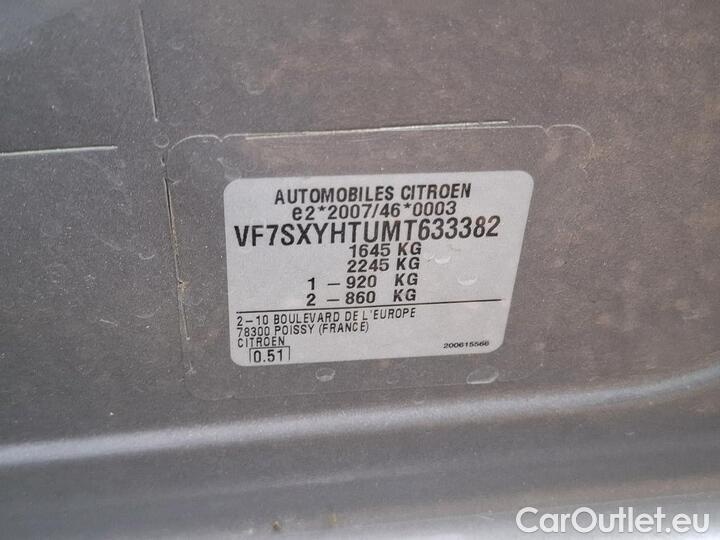 AUTOMOBILES CITROEN
e2*2007/46*0003
VF7SXYHTUMT633382
1645 KG
2245 KG
1 – 920 KG
2 – 860 KG
2–10 BOULEVARD DE L'EUROPE
78300 POISSY (FRANCE)
CITROEN
0.51
200615566
CarOutlet.eu